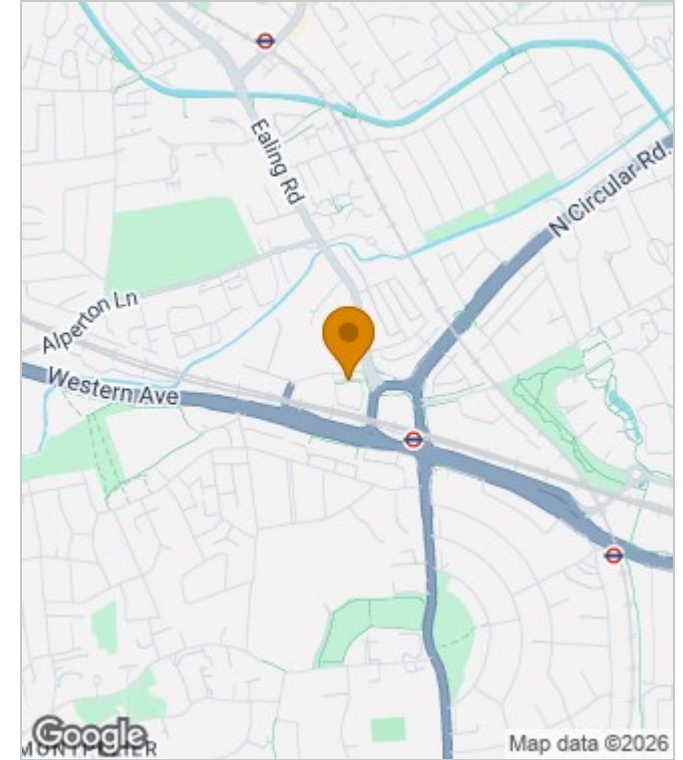 Ealing Rd
N Circular Rd.
Alperton Ln
Western Ave
Google
Map data ©2026